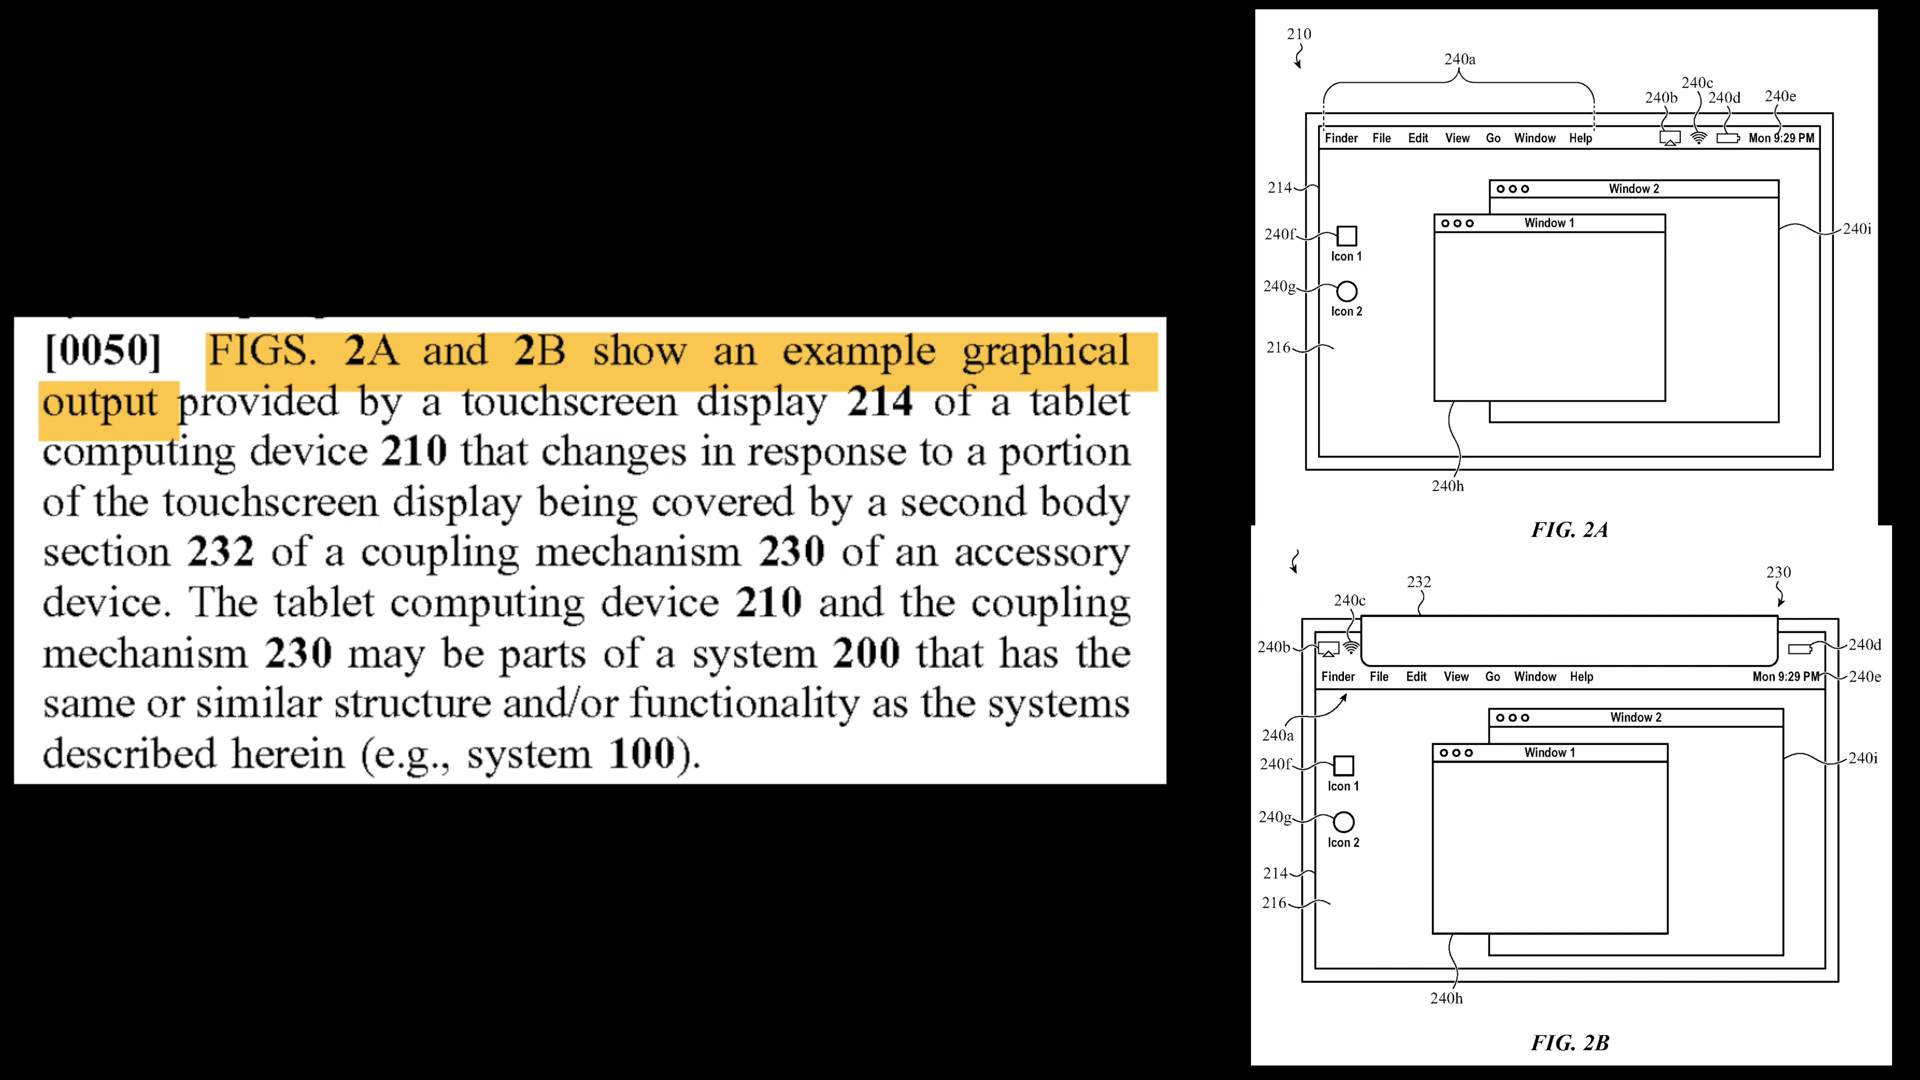 [0050] FIGS. 2A and 2B show an example graphical
output provided by a touchscreen display 214 of a tablet
computing device 210 that changes in response to a portion
of the touchscreen display being covered by a second body
section 232 of a coupling mechanism 230 of an accessory
device. The tablet computing device 210 and the coupling
mechanism 230 may be parts of a system 200 that has the
same or similar structure and/or functionality as the systems
described herein (e.g., system 100).
210
240a
240c
240b 240d 240e
Finder File Edit View Go Window Help Mon 9:29 PM
214
Window 2
Window 1
240f
240i
Icon 1
240g
Icon 2
216
240h
FIG. 2A
232
230
240c
240b
240d
Finder File Edit View Go Window Help Mon 9:29 PM
240e
Window 2
240a
Window 1
240f
240i
Icon 1
240g
Icon 2
214
216
240h
FIG. 2B